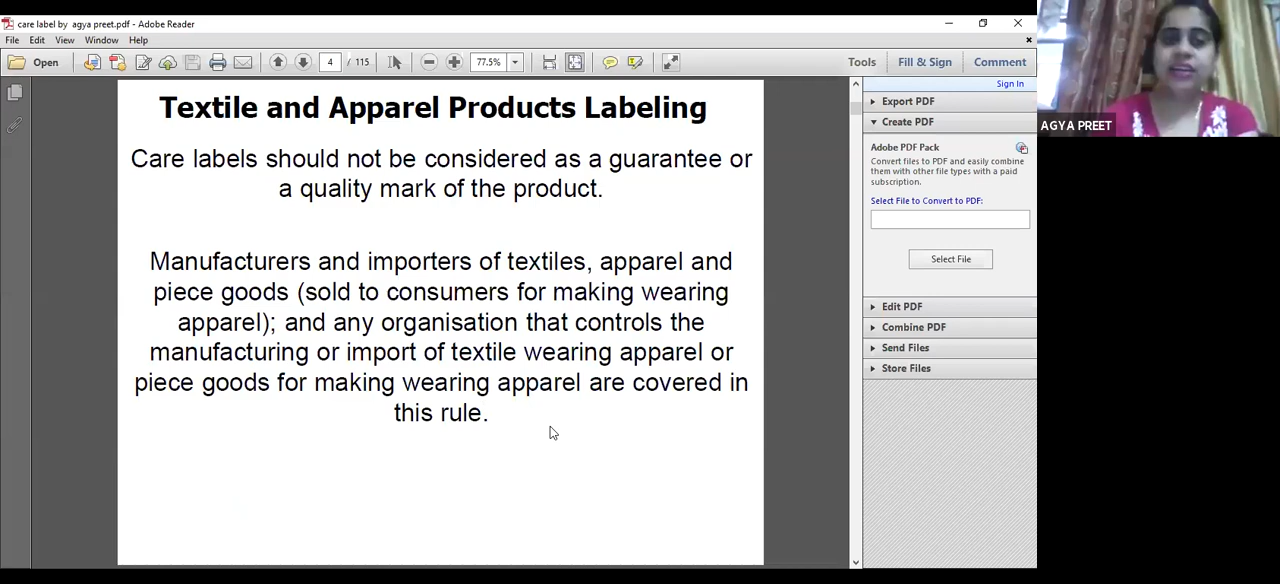 care label by agya preet.pdf - Adobe Reader
File Edit View Window Help
Open 4 / 115 77.5% Tools Fill & Sign Comment
Sign In
Textile and Apparel Products Labeling
Care labels should not be considered as a guarantee or
a quality mark of the product.
Manufacturers and importers of textiles, apparel and
piece goods (sold to consumers for making wearing
apparel); and any organisation that controls the
manufacturing or import of textile wearing apparel or
piece goods for making wearing apparel are covered in
this rule.
Export PDF
Create PDF
Adobe PDF Pack
Convert files to PDF and easily combine
them with other file types with a paid
subscription.
Select File to Convert to PDF:
Select File
Edit PDF
Combine PDF
Send Files
Store Files
AGYA PREET